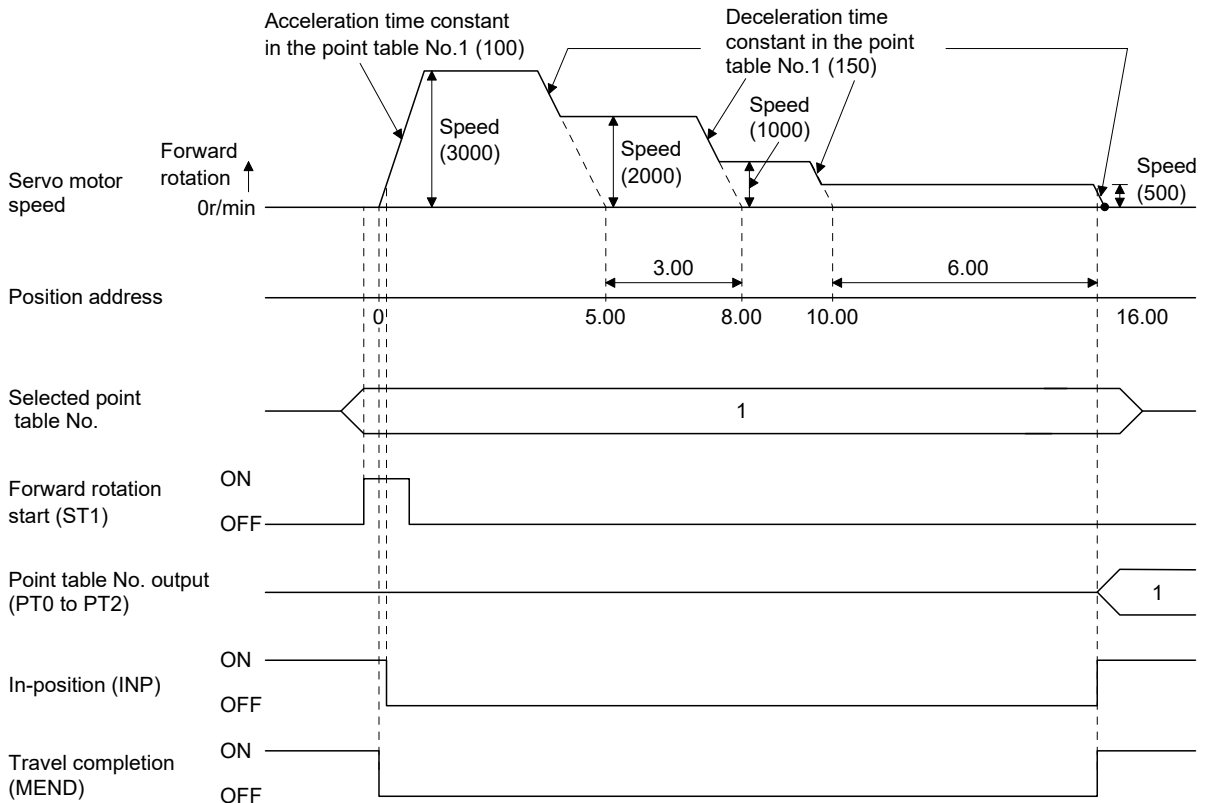 Acceleration time constant
in the point table No.1 (100)
Deceleration time
constant in the point
table No.1 (150)
Speed
(3000)
Speed
(2000)
Speed
(1000)
Speed
(500)
Forward
rotation
Servo motor
speed
0r/min
3.00
6.00
Position address
0
5.00
8.00
10.00
16.00
Selected point
table No.
1
Forward rotation
start (ST1)
ON
OFF
Point table No. output
(PT0 to PT2)
1
In-position (INP)
ON
OFF
Travel completion
(MEND)
ON
OFF